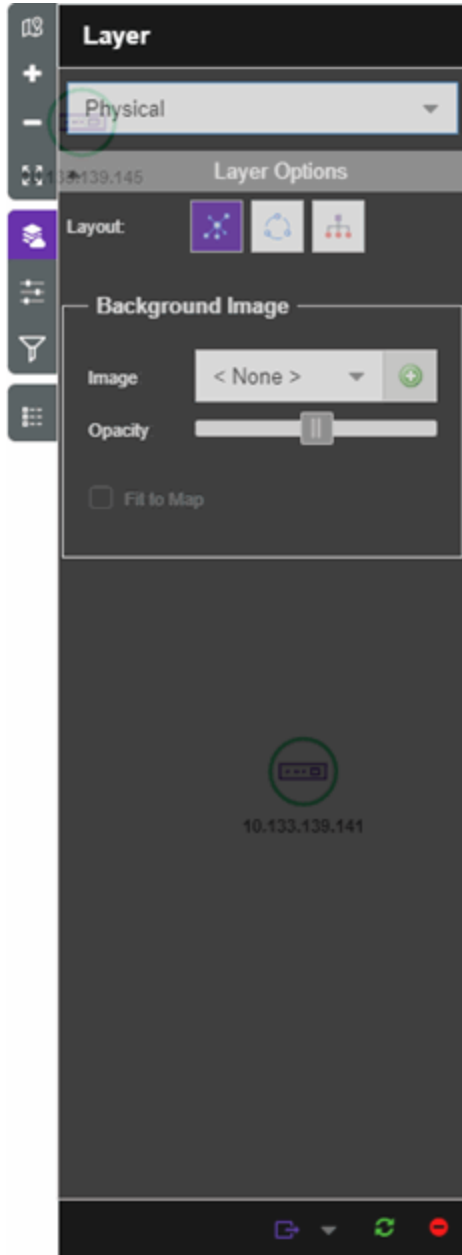 Layer
Physical
139.145
Layer Options
Layout:
Background Image
Image
< None >
Opacity
Fit to Map
10.133.139.141